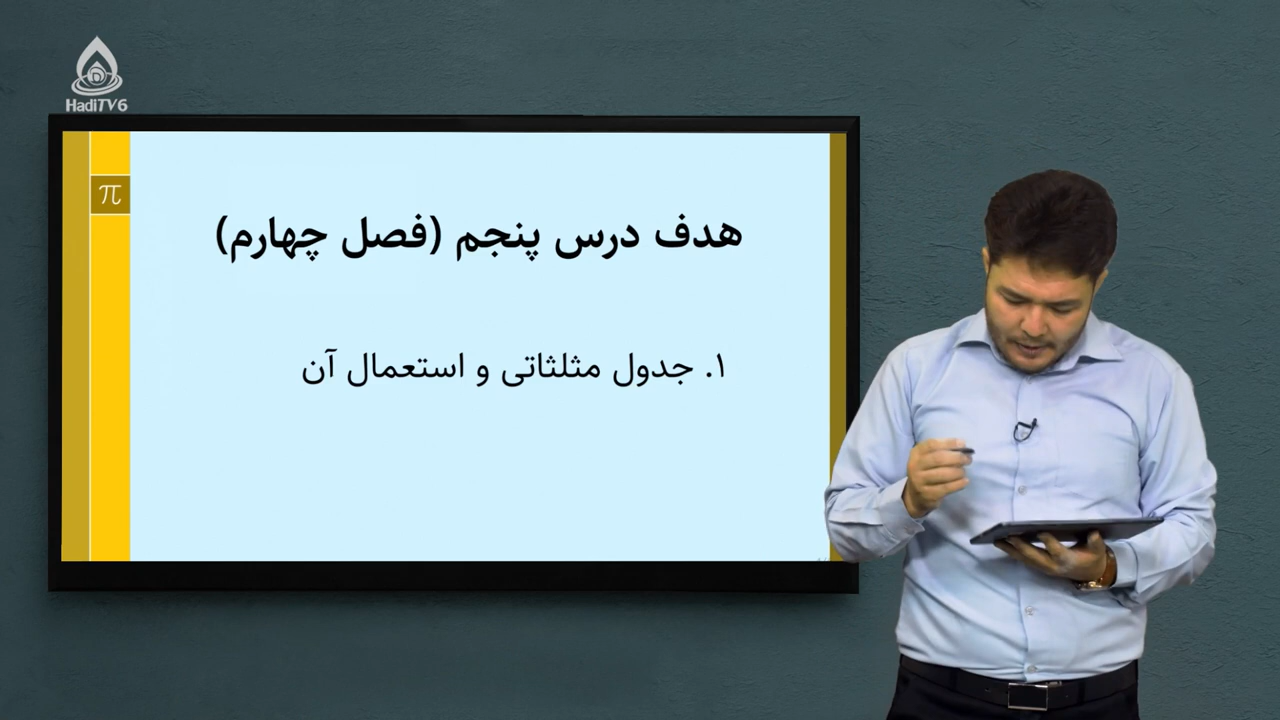 HadiTV6
π
هدف درس پنجم (فصل چهارم)
۱. جدول مثلثاتی و استعمال آن